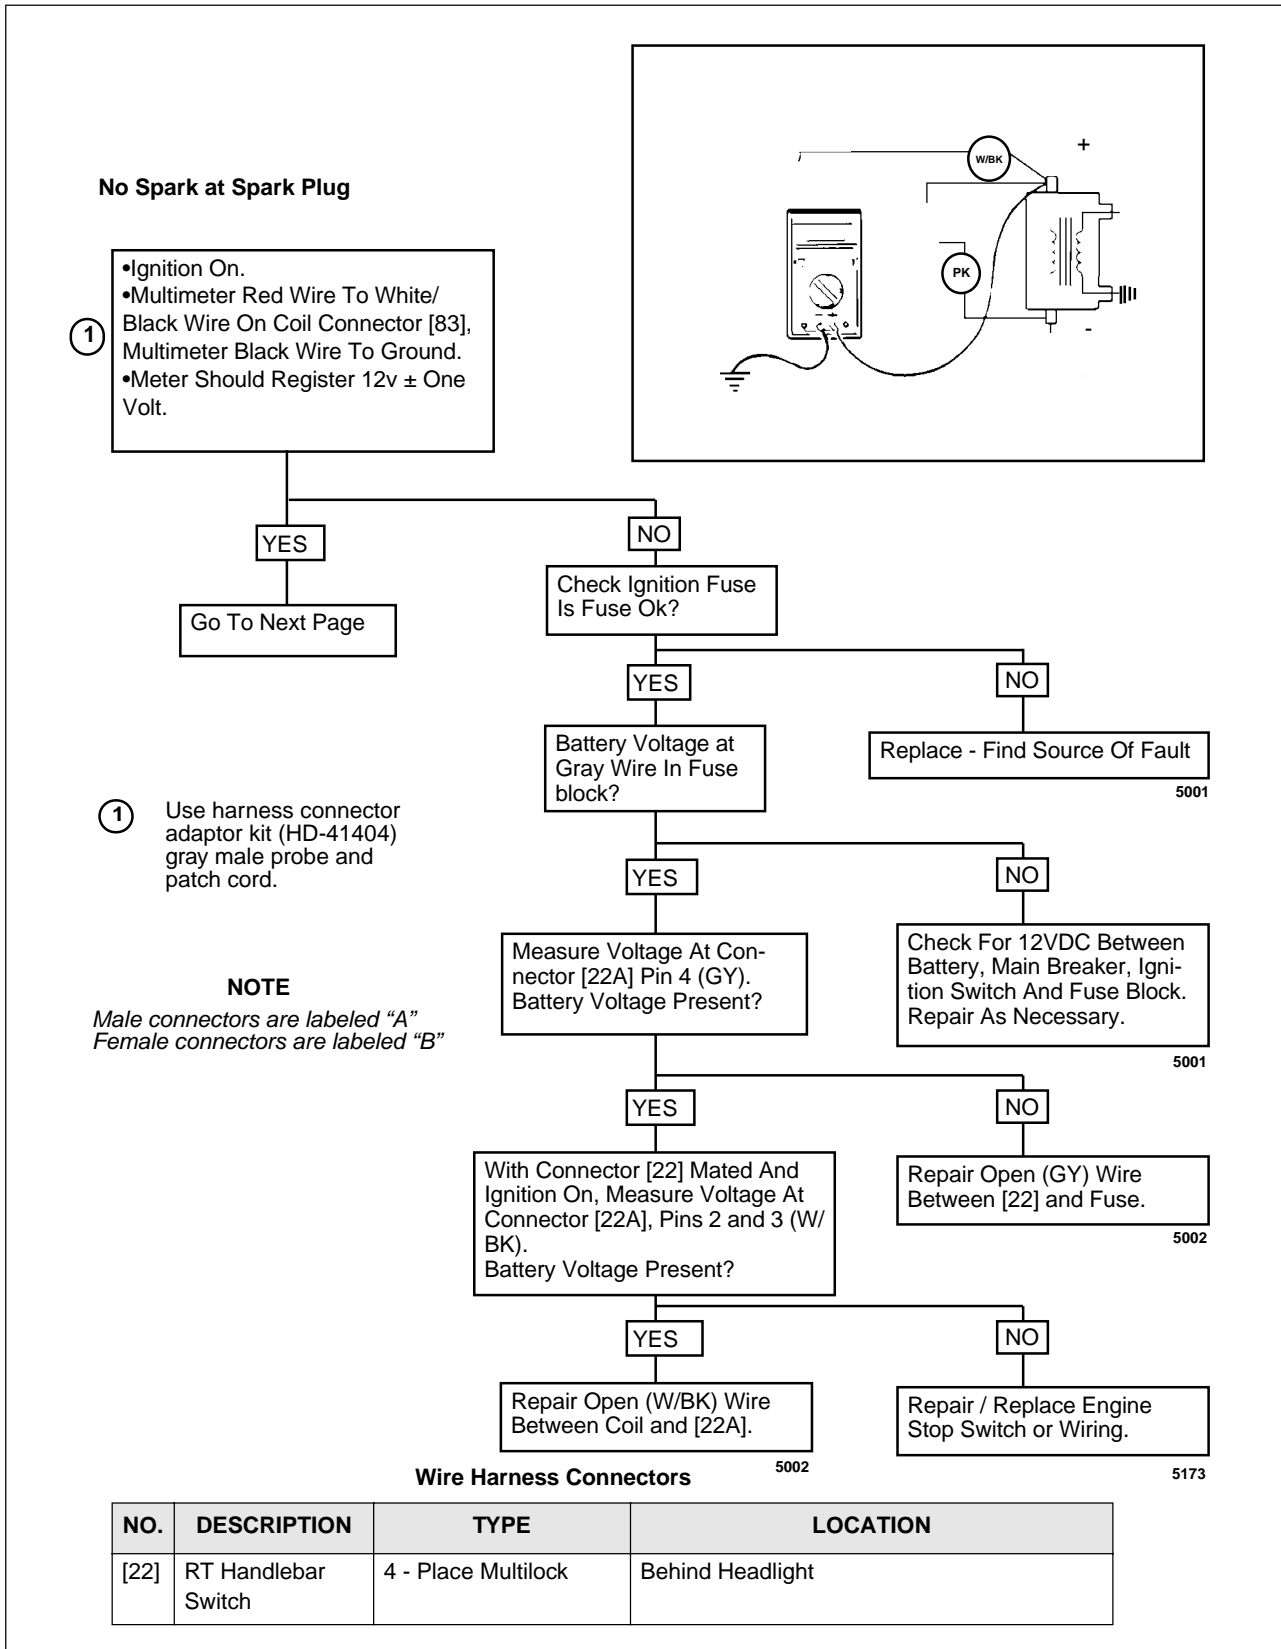 W/BK
+
PK
-
No Spark at Spark Plug
1
•Ignition On.
•Multimeter Red Wire To White/
Black Wire On Coil Connector [83],
Multimeter Black Wire To Ground.
•Meter Should Register 12v ± One
Volt.
YES
NO
Go To Next Page
Check Ignition Fuse
Is Fuse Ok?
YES
NO
Battery Voltage at
Gray Wire In Fuse
block?
Replace - Find Source Of Fault
5001
1
Use harness connector
adaptor kit (HD-41404)
gray male probe and
patch cord.
YES
NO
Measure Voltage At Con-
nector [22A] Pin 4 (GY).
Battery Voltage Present?
Check For 12VDC Between
Battery, Main Breaker, Igni-
tion Switch And Fuse Block.
Repair As Necessary.
5001
NOTE
Male connectors are labeled “A”
Female connectors are labeled “B”
YES
NO
With Connector [22] Mated And
Ignition On, Measure Voltage At
Connector [22A], Pins 2 and 3 (W/
BK).
Battery Voltage Present?
Repair Open (GY) Wire
Between [22] and Fuse.
5002
YES
NO
Repair Open (W/BK) Wire
Between Coil and [22A].
5002
Repair / Replace Engine
Stop Switch or Wiring.
5173
Wire Harness Connectors
NO. DESCRIPTION TYPE LOCATION
[22] RT Handlebar 4 - Place Multilock Behind Headlight
Switch